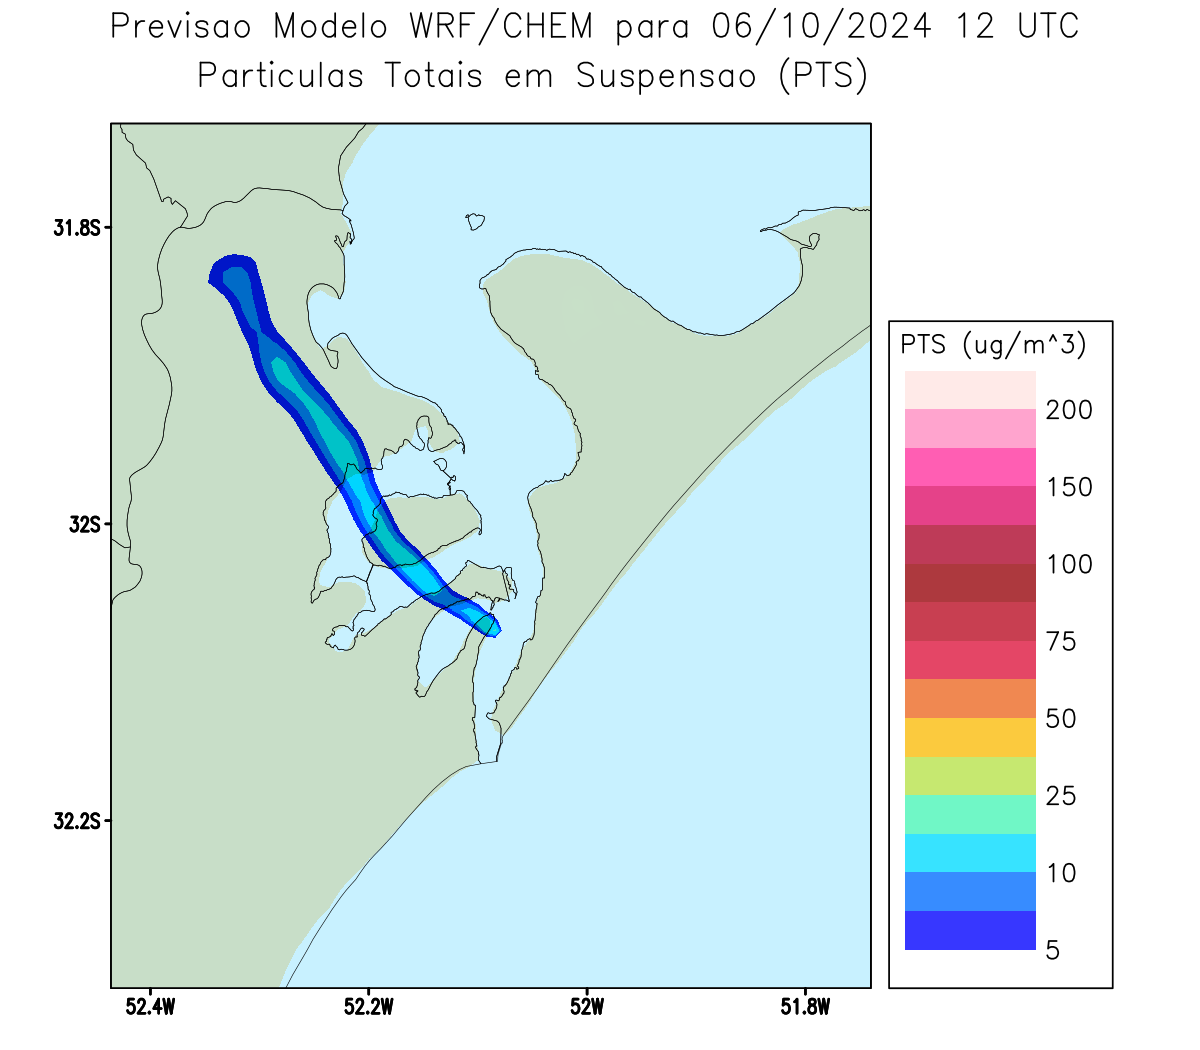 Previsao Modelo WRF/CHEM para 06/10/2024 12 UTC
Particulas Totais em Suspensao (PTS)
31.8S
32S
32.2S
52.4W
52.2W
52W
51.8W
PTS (ug/m^3)
200
150
100
75
50
25
10
5